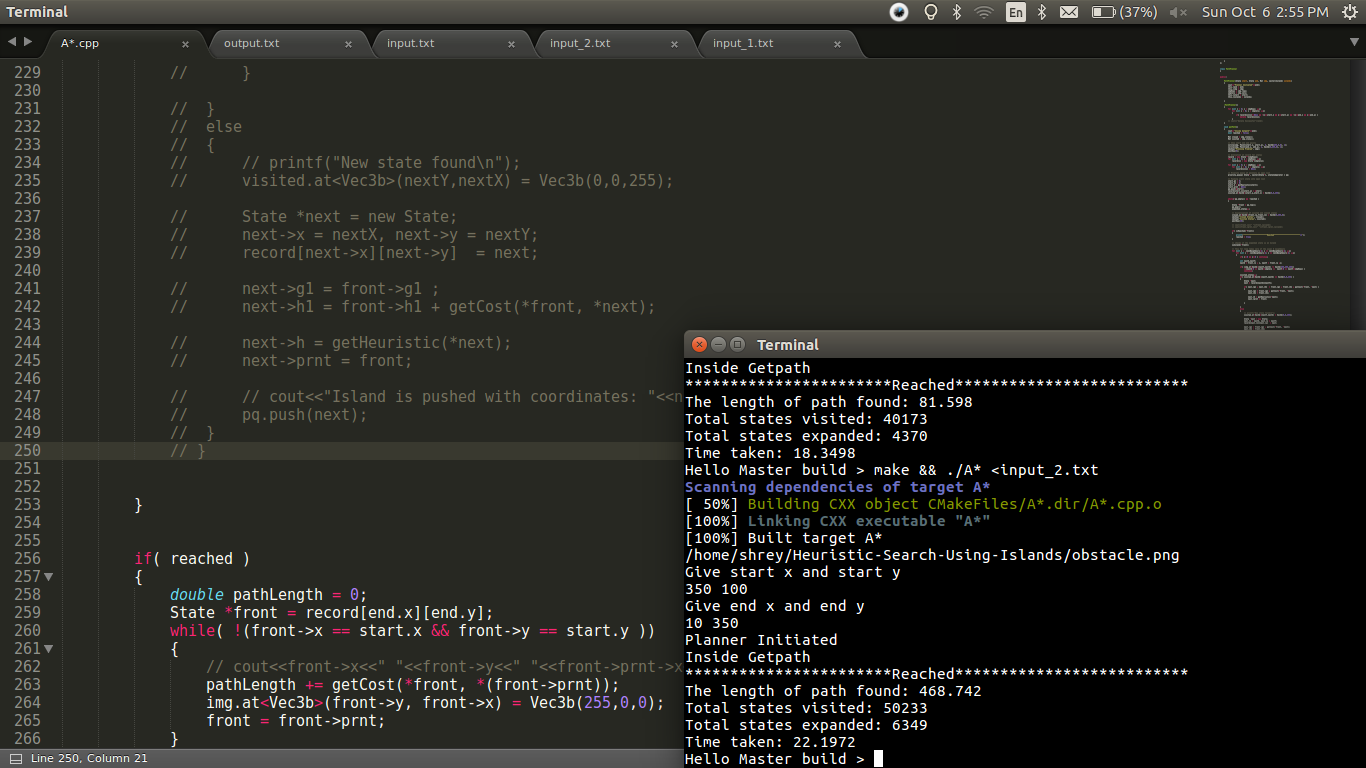 Terminal
En
(37%)
Sun Oct 6 2:55 PM
A*.cpp
output.txt
input.txt
input_2.txt
input_1.txt
229 // }
230
231 // }
232 // else
233 // {
234 // // printf("New state found\n");
235 // visited.at<Vec3b>(nextY,nextX) = Vec3b(0,0,255);
236
237 // State *next = new State;
238 // next->x = nextX, next->y = nextY;
239 // record[next->x][next->y]  = next;
240
241 // next->g1 = front->g1 ;
242 // next->h1 = front->h1 + getCost(*front, *next);
243
244 // next->h = getHeuristic(*next);
245 // next->prnt = front;
246
247 // // cout<<"Island is pushed with coordinates: "<<n
248 // pq.push(next);
249 // }
250 // }
251
252
253 }
254
255
256 if( reached )
257 {
258 double pathLength = 0;
259 State *front = record[end.x][end.y];
260 while( !(front->x == start.x && front->y == start.y ))
261 {
262 // cout<<front->x<<" "<<front->y<<" "<<front->prnt->x
263 pathLength += getCost(*front, *(front->prnt));
264 img.at<Vec3b>(front->y, front->x) = Vec3b(255,0,0);
265 front = front->prnt;
266 }
Line 250, Column 21
Terminal
Inside Getpath
***********************Reached**************************
The length of path found: 81.598
Total states visited: 40173
Total states expanded: 4370
Time taken: 18.3498
Hello Master build > make && ./A* <input_2.txt
Scanning dependencies of target A*
[ 50%] Building CXX object CMakeFiles/A*.dir/A*.cpp.o
[100%] Linking CXX executable "A*"
[100%] Built target A*
/home/shrey/Heuristic-Search-Using-Islands/obstacle.png
Give start x and start y
350 100
Give end x and end y
10 350
Planner Initiated
Inside Getpath
***********************Reached**************************
The length of path found: 468.742
Total states visited: 50233
Total states expanded: 6349
Time taken: 22.1972
Hello Master build >